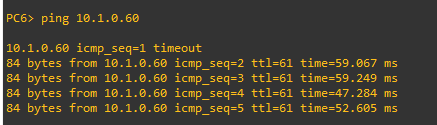 PC6> ping 10.1.0.60
10.1.0.60 icmp_seq=1 timeout
84 bytes from 10.1.0.60 icmp_seq=2 ttl=61 time=59.067 ms
84 bytes from 10.1.0.60 icmp_seq=3 ttl=61 time=59.249 ms
84 bytes from 10.1.0.60 icmp_seq=4 ttl=61 time=47.284 ms
84 bytes from 10.1.0.60 icmp_seq=5 ttl=61 time=52.605 ms